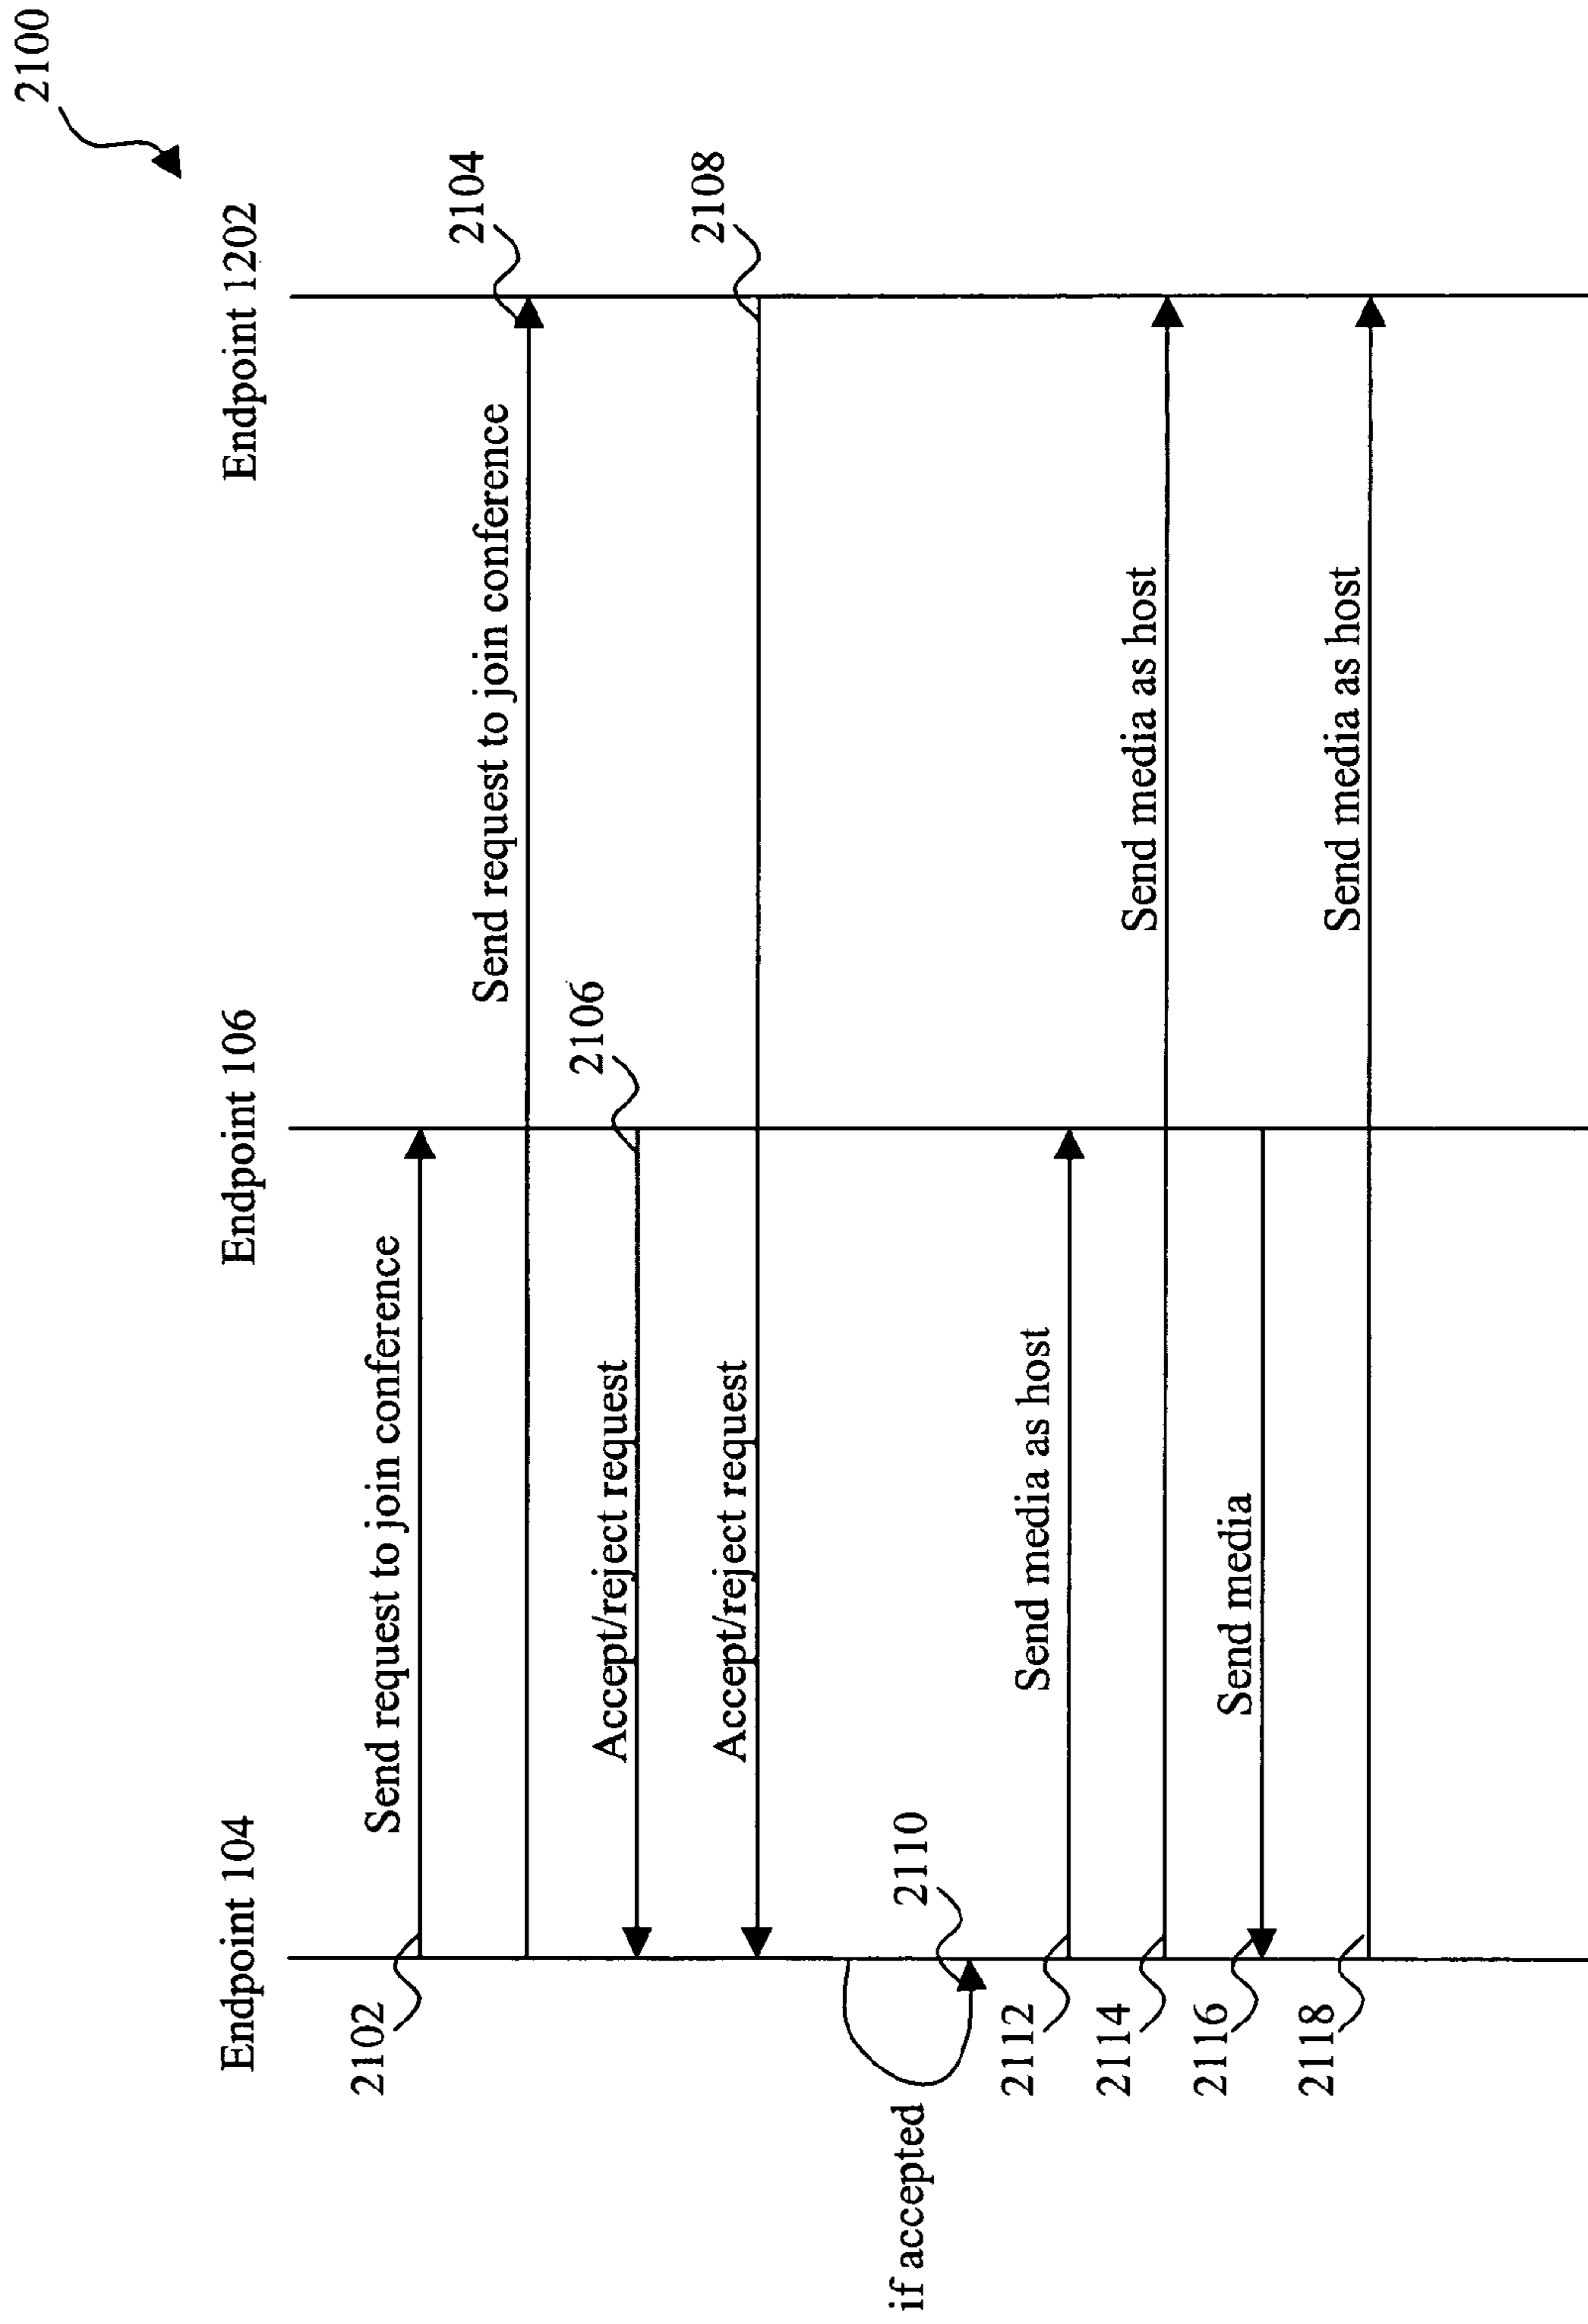 2100
Endpoint 104
Endpoint 106
Endpoint 1202
2102
Send request to join conference
Send request to join conference
2104
Accept/reject request
2106
Accept/reject request
2108
if accepted
2110
2112
Send media as host
2114
Send media as host
2116
Send media
2118
Send media as host